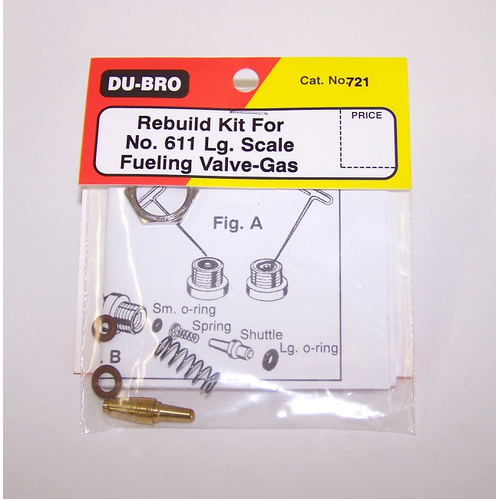 DU-BRO
Cat. No.721
Rebuild Kit For
No. 611 Lg. Scale
Fueling Valve-Gas
PRICE
Fig. A
Sm. o-ring
Spring
Shuttle
Lg. o-ring
. B